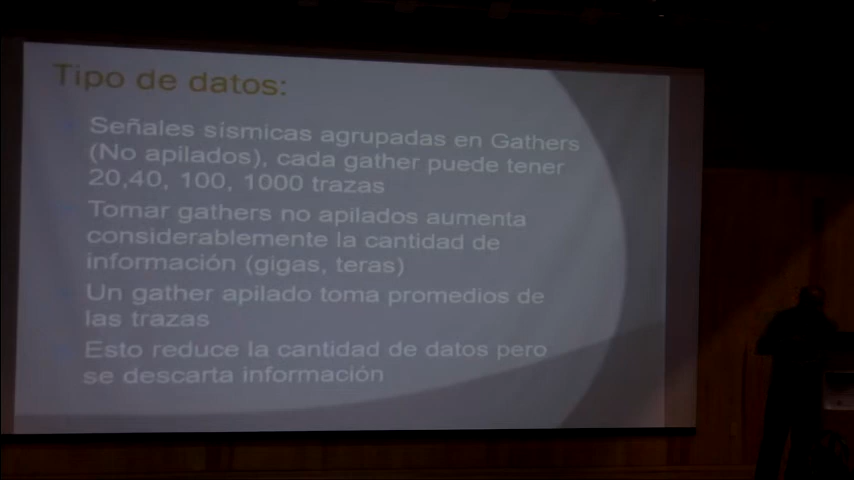 Tipo de datos:
Señales sísmicas agrupadas en Gathers
(No apilados), cada gather puede tener
20,40, 100, 1000 trazas
Tomar gathers no apilados aumenta
considerablemente la cantidad de
información (gigas, teras)
Un gather apilado toma promedios de
las trazas
Esto reduce la cantidad de datos pero
se descarta información